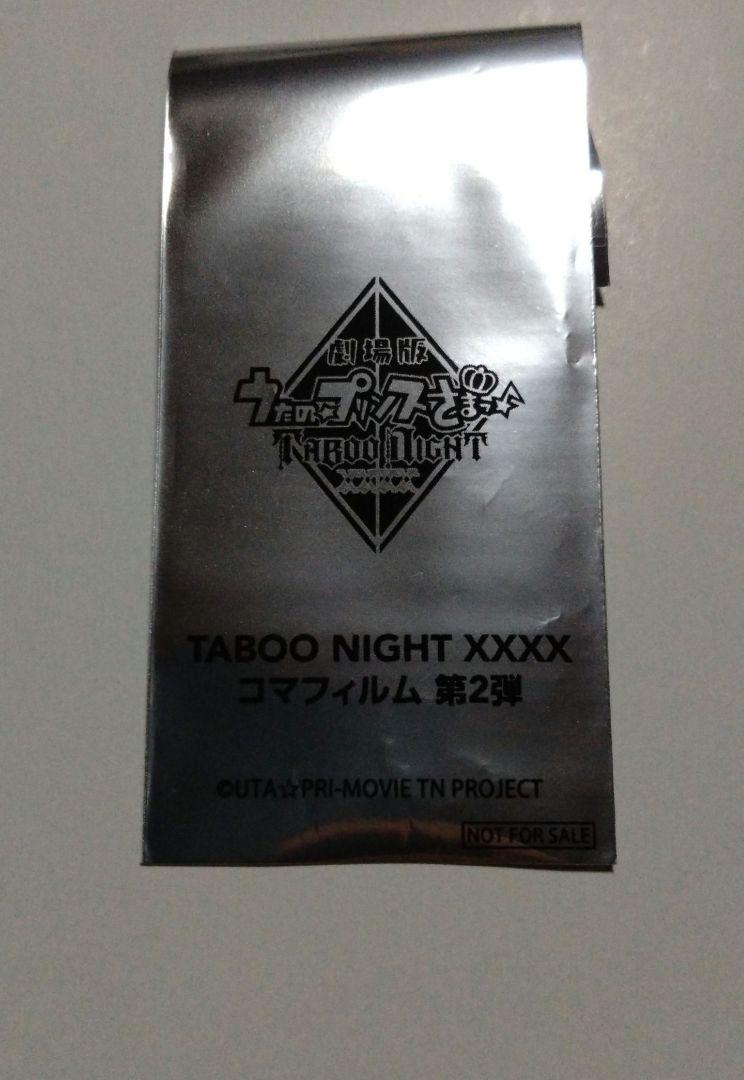 劇場版
うたの☆プリンスさまっ♪
TABOO NIGHT
XXXX
TABOO NIGHT XXXX
コマフィルム 第2弾
©UTA☆PRI-MOVIE TN PROJECT
NOT FOR SALE